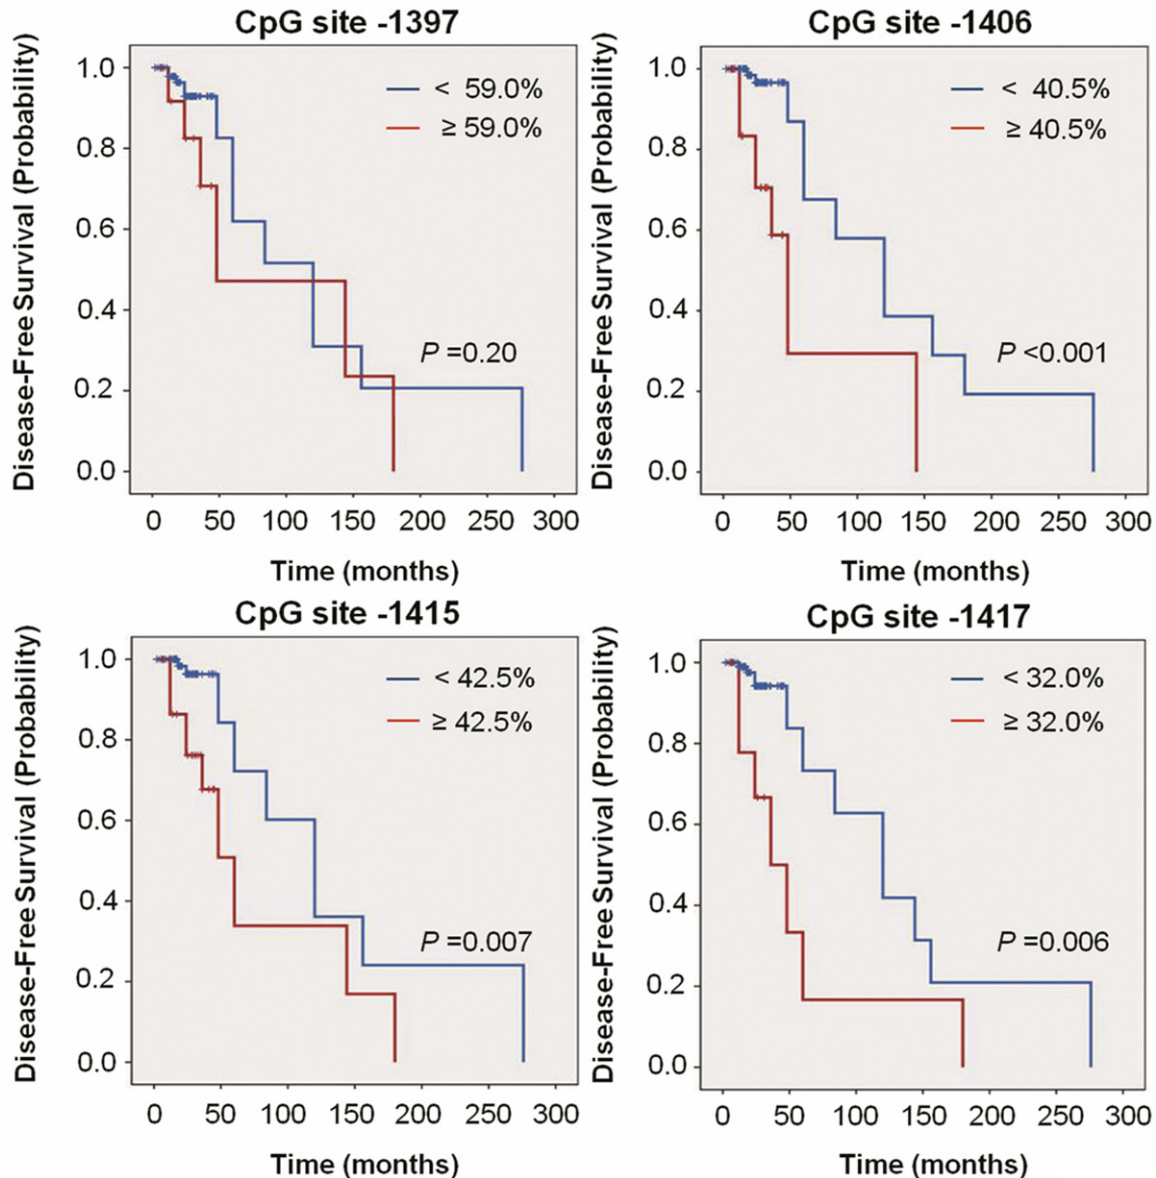 CpG site -1397
Disease-Free Survival (Probability)
1.0
0.8
0.6
0.4
0.2
0.0
< 59.0%
≥ 59.0%
P =0.20
0 50 100 150 200 250 300
Time (months)
CpG site -1406
Disease-Free Survival (Probability)
1.0
0.8
0.6
0.4
0.2
0.0
< 40.5%
≥ 40.5%
P <0.001
0 50 100 150 200 250 300
Time (months)
CpG site -1415
Disease-Free Survival (Probability)
1.0
0.8
0.6
0.4
0.2
0.0
< 42.5%
≥ 42.5%
P =0.007
0 50 100 150 200 250 300
Time (months)
CpG site -1417
Disease-Free Survival (Probability)
1.0
0.8
0.6
0.4
0.2
0.0
< 32.0%
≥ 32.0%
P =0.006
0 50 100 150 200 250 300
Time (months)